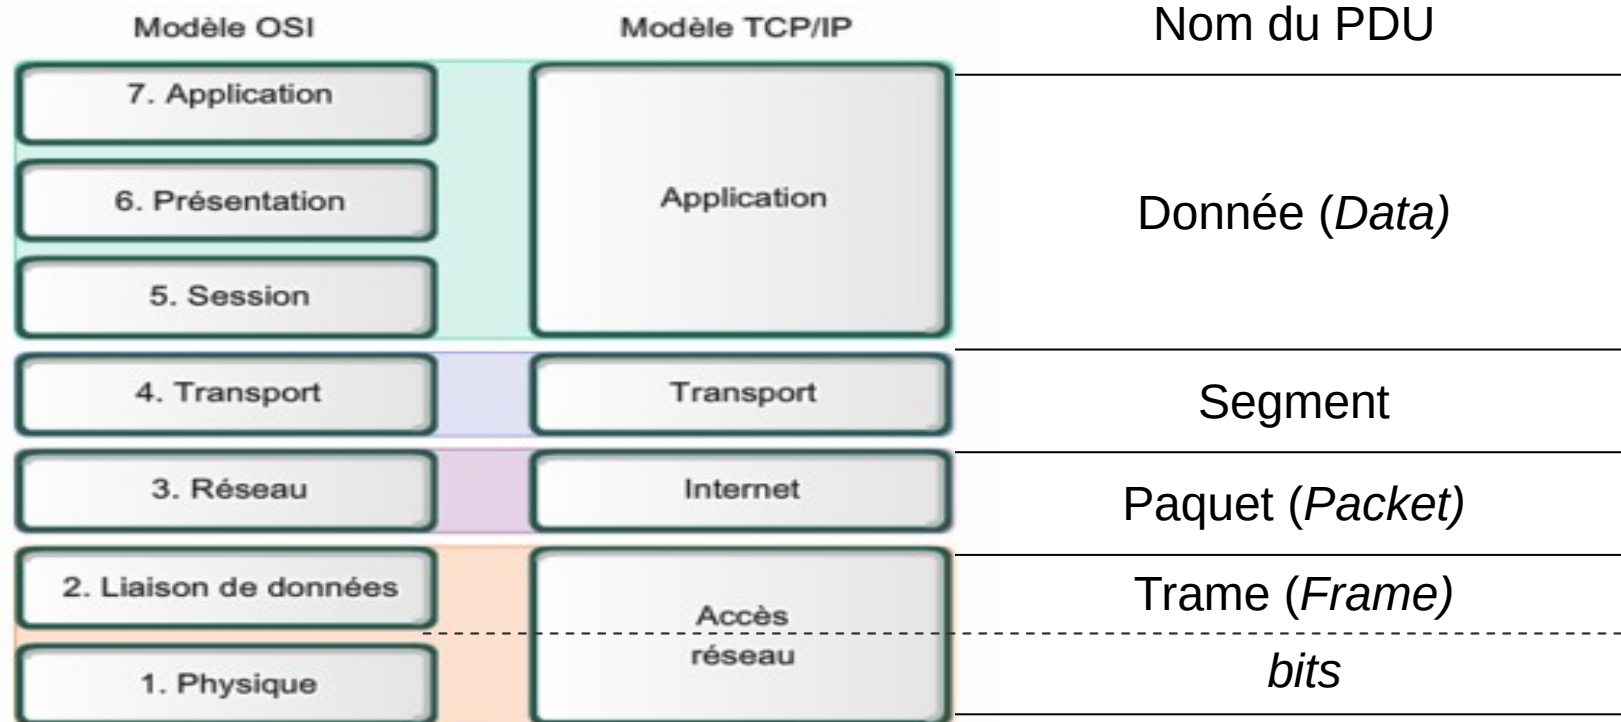 Modèle OSI
Modèle TCP/IP
Nom du PDU
7. Application
6. Présentation
5. Session
Application
Donnée (Data)
4. Transport
Transport
Segment
3. Réseau
Internet
Paquet (Packet)
2. Liaison de données
1. Physique
Accès
réseau
Trame (Frame)
bits